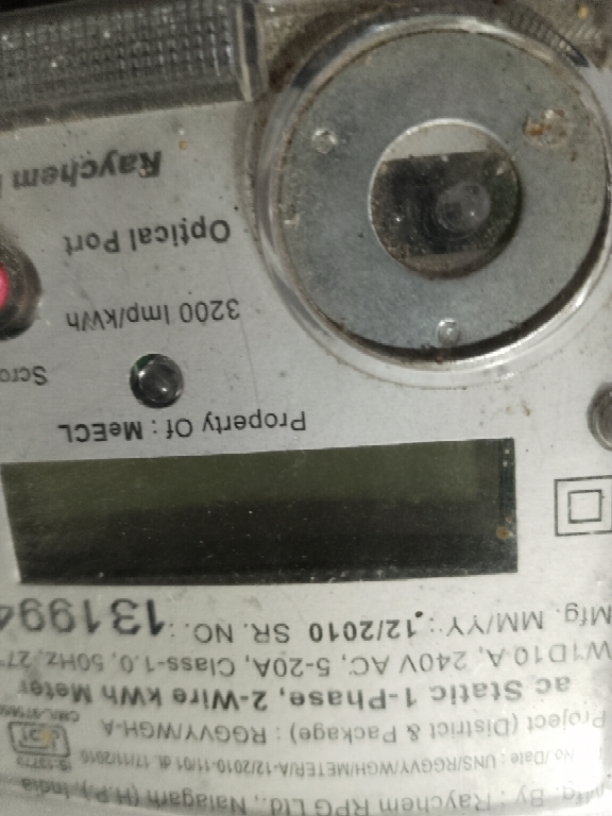 Mfg. By : Raychem RPG Ltd., Nalagarh (H.P.), India
No / Date : UNS/RGGVY/WGH/METER/A-12/2010-11/01 dt. 17/11/2010
IS-13779
Project (District & Package) : RGGVY/WGH-A
ac Static 1-Phase, 2-Wire kWh Meter
W1D10 A, 240V AC, 5-20A, Class-1.0, 50Hz, 27°
Mfg. MM/YY : 12/2010 SR. NO. : 131994
Property Of : MeECL
3200 Imp/kWh
Optical Port
Raychem